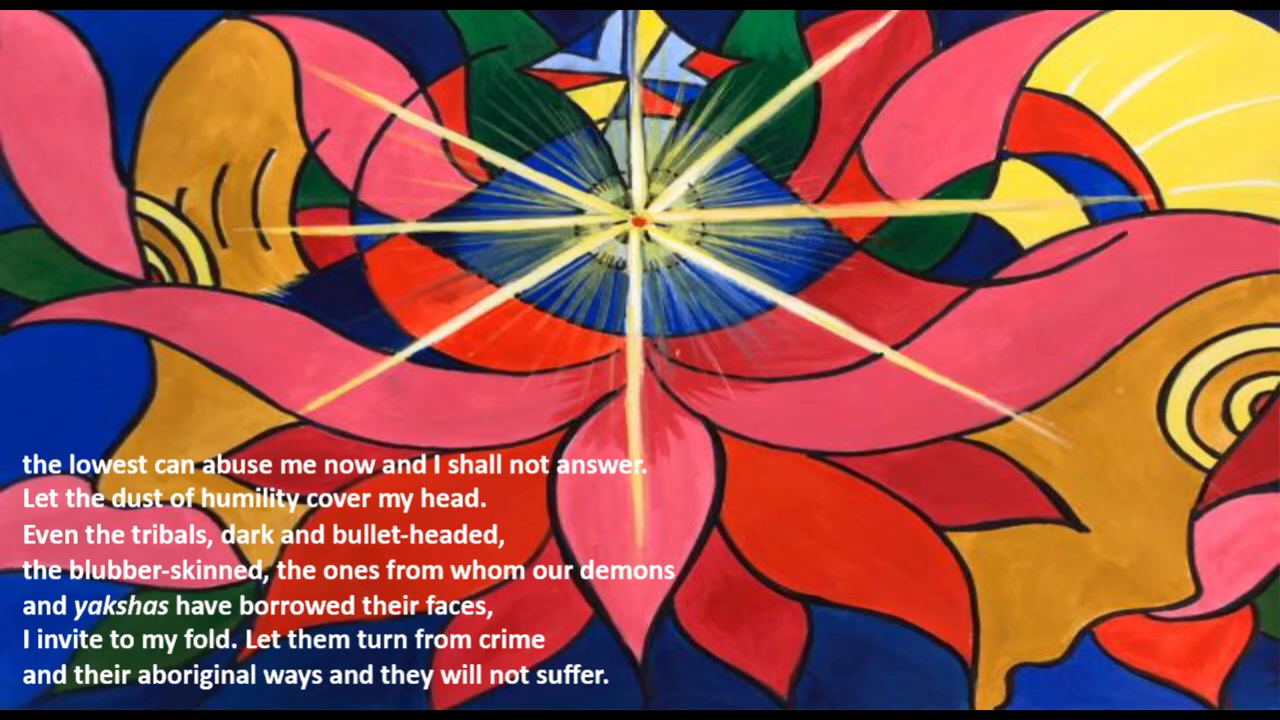 the lowest can abuse me now and I shall not answer.
Let the dust of humility cover my head.
Even the tribals, dark and bullet-headed,
the blubber-skinned, the ones from whom our demons
and yakshas have borrowed their faces,
I invite to my fold. Let them turn from crime
and their aboriginal ways and they will not suffer.